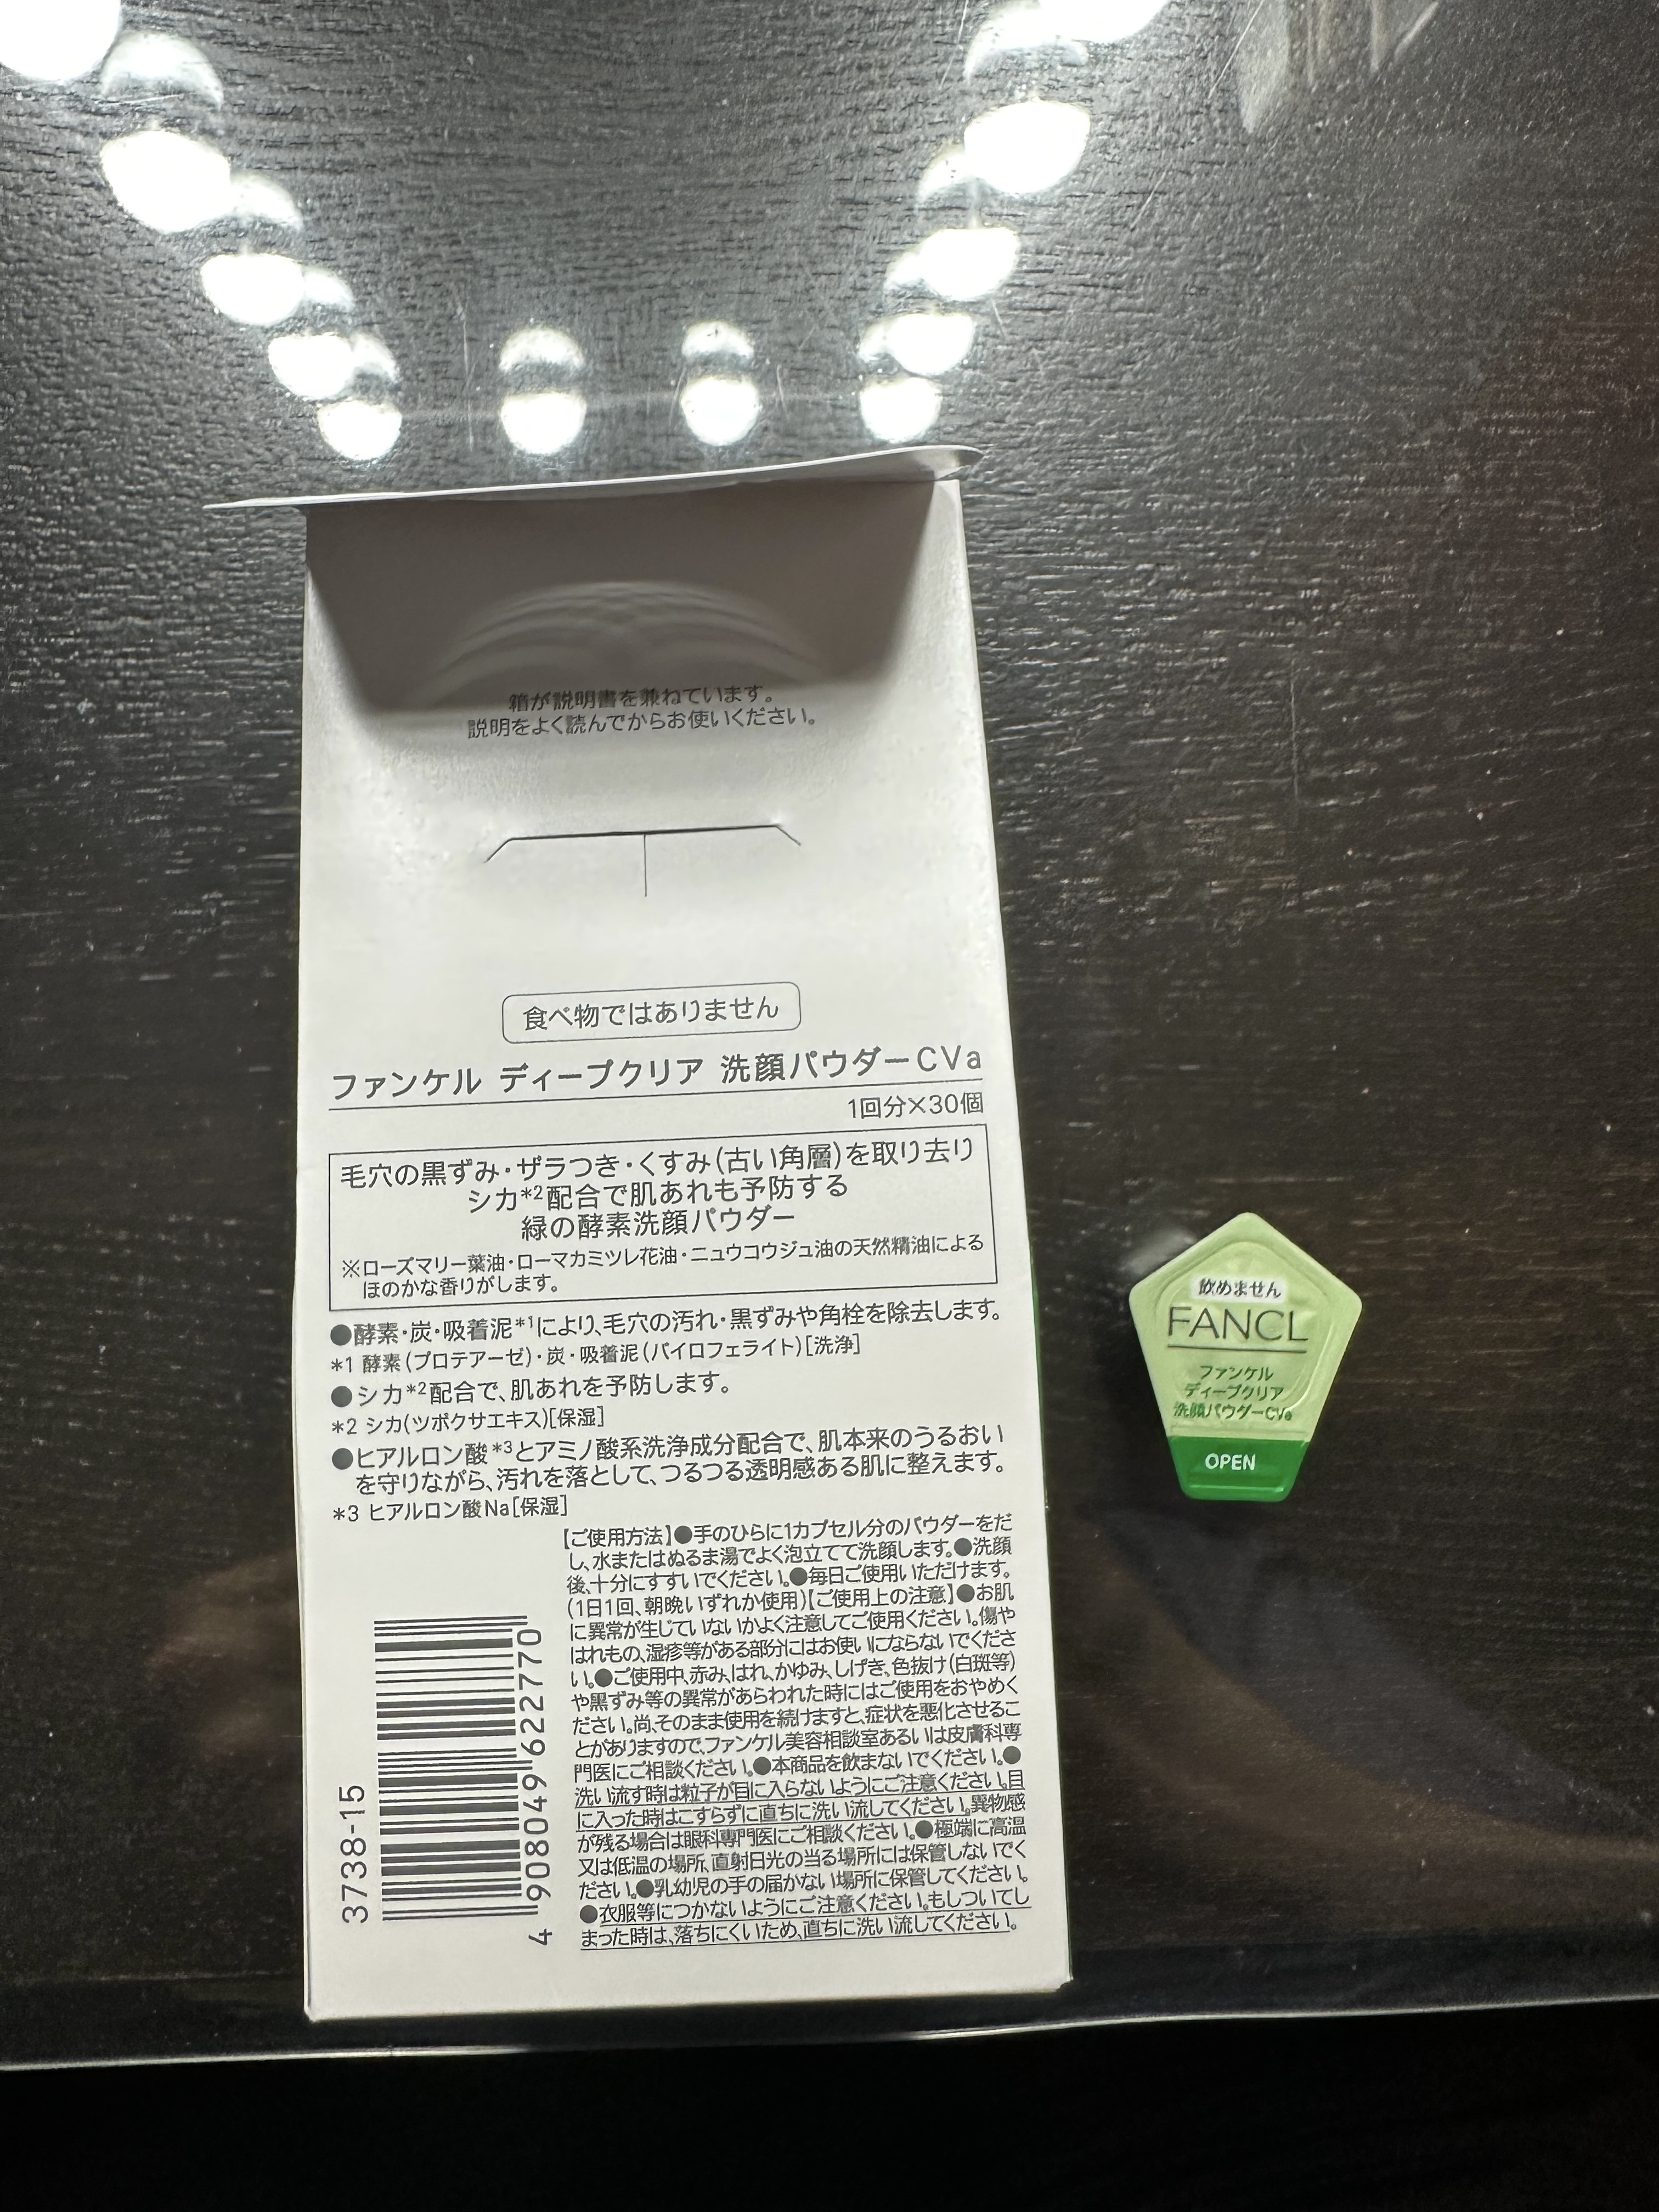 箱が説明書を兼ねています。
説明をよく読んでからお使いください。
食べ物ではありません
ファンケル ディープクリア 洗顔パウダーCVa
1回分×30個
毛穴の黒ずみ・ザラつき・くすみ(古い角層)を取り去り
シカ*2配合で肌あれも予防する
緑の酵素洗顔パウダー
※ローズマリー葉油・ローマカミツレ花油・ニュウコウジュ油の天然精油による
ほのかな香りがします。
●酵素・炭・吸着泥*1により、毛穴の汚れ・黒ずみや角栓を除去します。
*1 酵素(プロテアーゼ)・炭・吸着泥(パイロフェライト)[洗浄]
●シカ*2配合で、肌あれを予防します。
*2 シカ(ツボクサエキス)[保湿]
●ヒアルロン酸*3とアミノ酸系洗浄成分配合で、肌本来のうるおい
を守りながら、汚れを落として、つるつる透明感ある肌に整えます。
*3 ヒアルロン酸Na[保湿]
【ご使用方法】●手のひらに1カプセル分のパウダーをだ
し、水またはぬるま湯でよく泡立てて洗顔します。●洗顔
後、十分にすすいでください。●毎日ご使用いただけます。
(1日1回、朝晩いずれか使用)【ご使用上の注意】●お肌
に異常が生じていないかよく注意してご使用ください。傷や
はれもの、湿疹等がある部分にはお使いにならないでくださ
い。●ご使用中、赤み、はれ、かゆみ、しげき、色抜け(白斑等)
や黒ずみ等の異常があらわれた時にはご使用をおやめく
ださい。尚、そのまま使用を続けますと、症状を悪化させるこ
とがありますので、ファンケル美容相談室あるいは皮膚科専
門医にご相談ください。●本商品を飲まないでください。●
洗い流す時は粒子が目に入らないようにご注意ください。目
に入った時はこすらずに直ちに洗い流してください。異物感
が残る場合は眼科専門医にご相談ください。●極端に高温
又は低温の場所、直射日光の当る場所には保管しないでく
ださい。●乳幼児の手の届かない場所に保管してください。
●衣服等につかないようにご注意ください。もしついてし
まった時は、落ちにくいため、直ちに洗い流してください。
3738-15
4 908049 622770
飲めません
FANCL
ファンケル
ディープクリア
洗顔パウダーCVa
OPEN